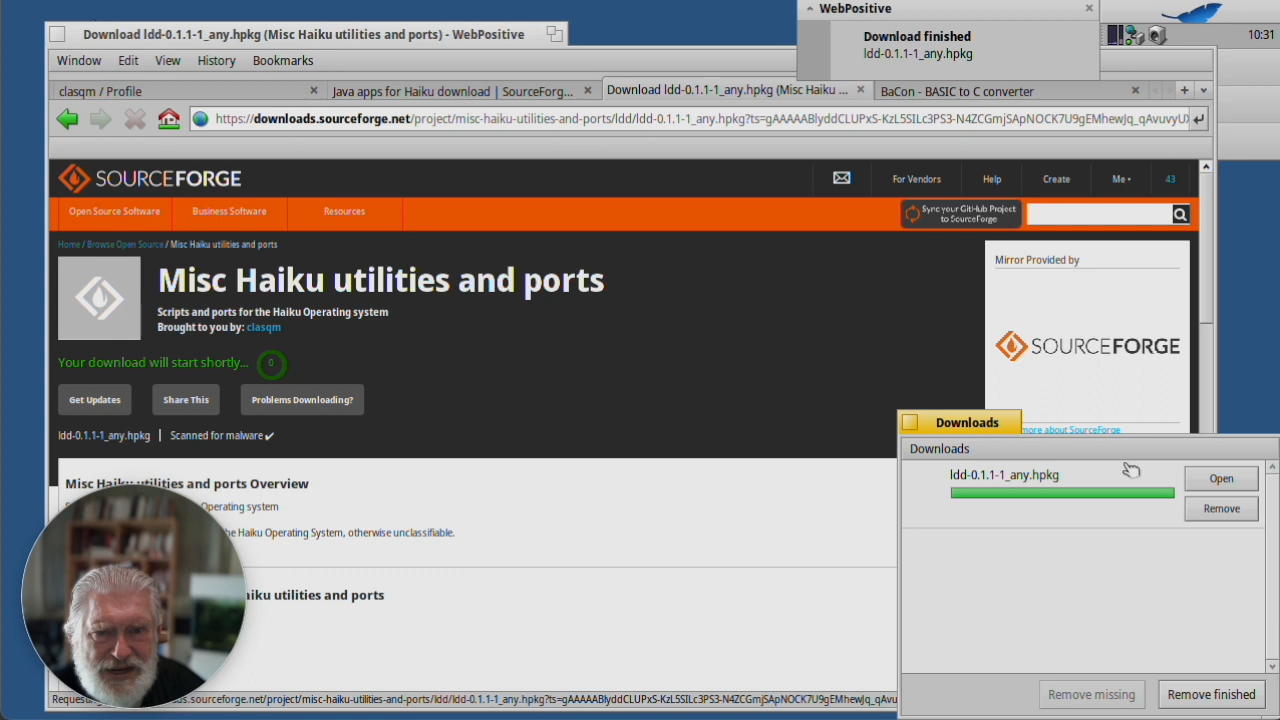 WebPositive
Download finished
ldd-0.1.1-1_any.hpkg
10:31
Download ldd-0.1.1-1_any.hpkg (Misc Haiku utilities and ports) - WebPositive
Window Edit View History Bookmarks
clasqm / Profile
Java apps for Haiku download | SourceForg...
Download ldd-0.1.1-1_any.hpkg (Misc Haiku ...
BaCon - BASIC to C converter
SOURCEFORGE
For Vendors Help Create Me 43
Open Source Software Business Software Resources
Sync your GitHub Project
to SourceForge
Home / Browse Open Source / Misc Haiku utilities and ports
Misc Haiku utilities and ports
Scripts and ports for the Haiku Operating system
Brought to you by: clasqm
Your download will start shortly... 0
Get Updates Share This Problems Downloading?
ldd-0.1.1-1_any.hpkg | Scanned for malware ✔
Mirror Provided by
SOURCEFORGE
more about SourceForge
Misc Haiku utilities and ports Overview
Operating system
the Haiku Operating System, otherwise unclassifiable.
iku utilities and ports
Downloads
Downloads
ldd-0.1.1-1_any.hpkg
Open
Remove
Remove missing Remove finished